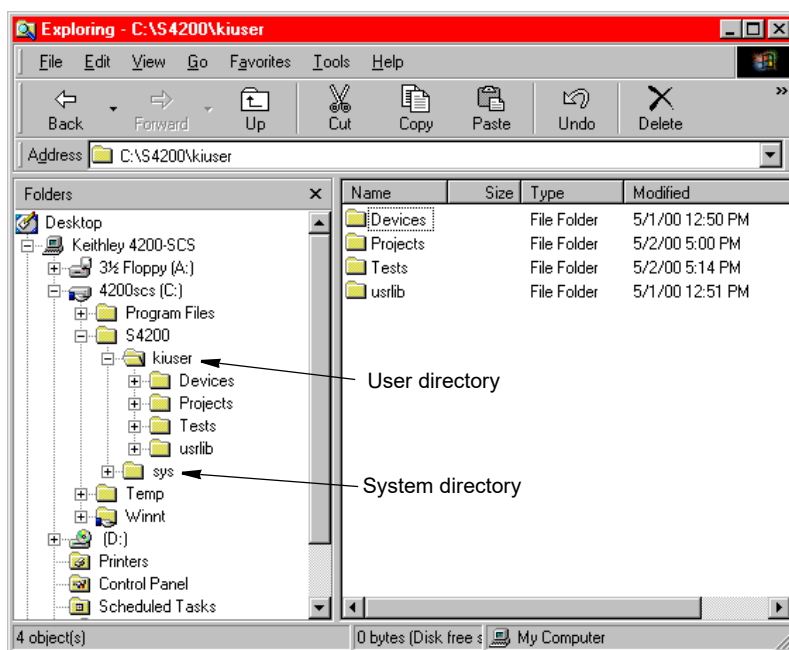 Exploring - C:\S4200\kiuser
File Edit View Go Favorites Tools Help
Back Forward Up Cut Copy Paste Undo Delete »
Address C:\S4200\kiuser
Folders
Desktop
Keithley 4200-SCS
3½ Floppy (A:)
4200scs (C:)
Program Files
S4200
kiuser
Devices
Projects
Tests
usrlib
sys
Temp
Winnt
(D:)
Printers
Control Panel
Scheduled Tasks
Name Size Type Modified
Devices File Folder 5/1/00 12:50 PM
Projects File Folder 5/2/00 5:00 PM
Tests File Folder 5/2/00 5:14 PM
usrlib File Folder 5/1/00 12:51 PM
User directory
System directory
4 object(s) 0 bytes (Disk free s My Computer